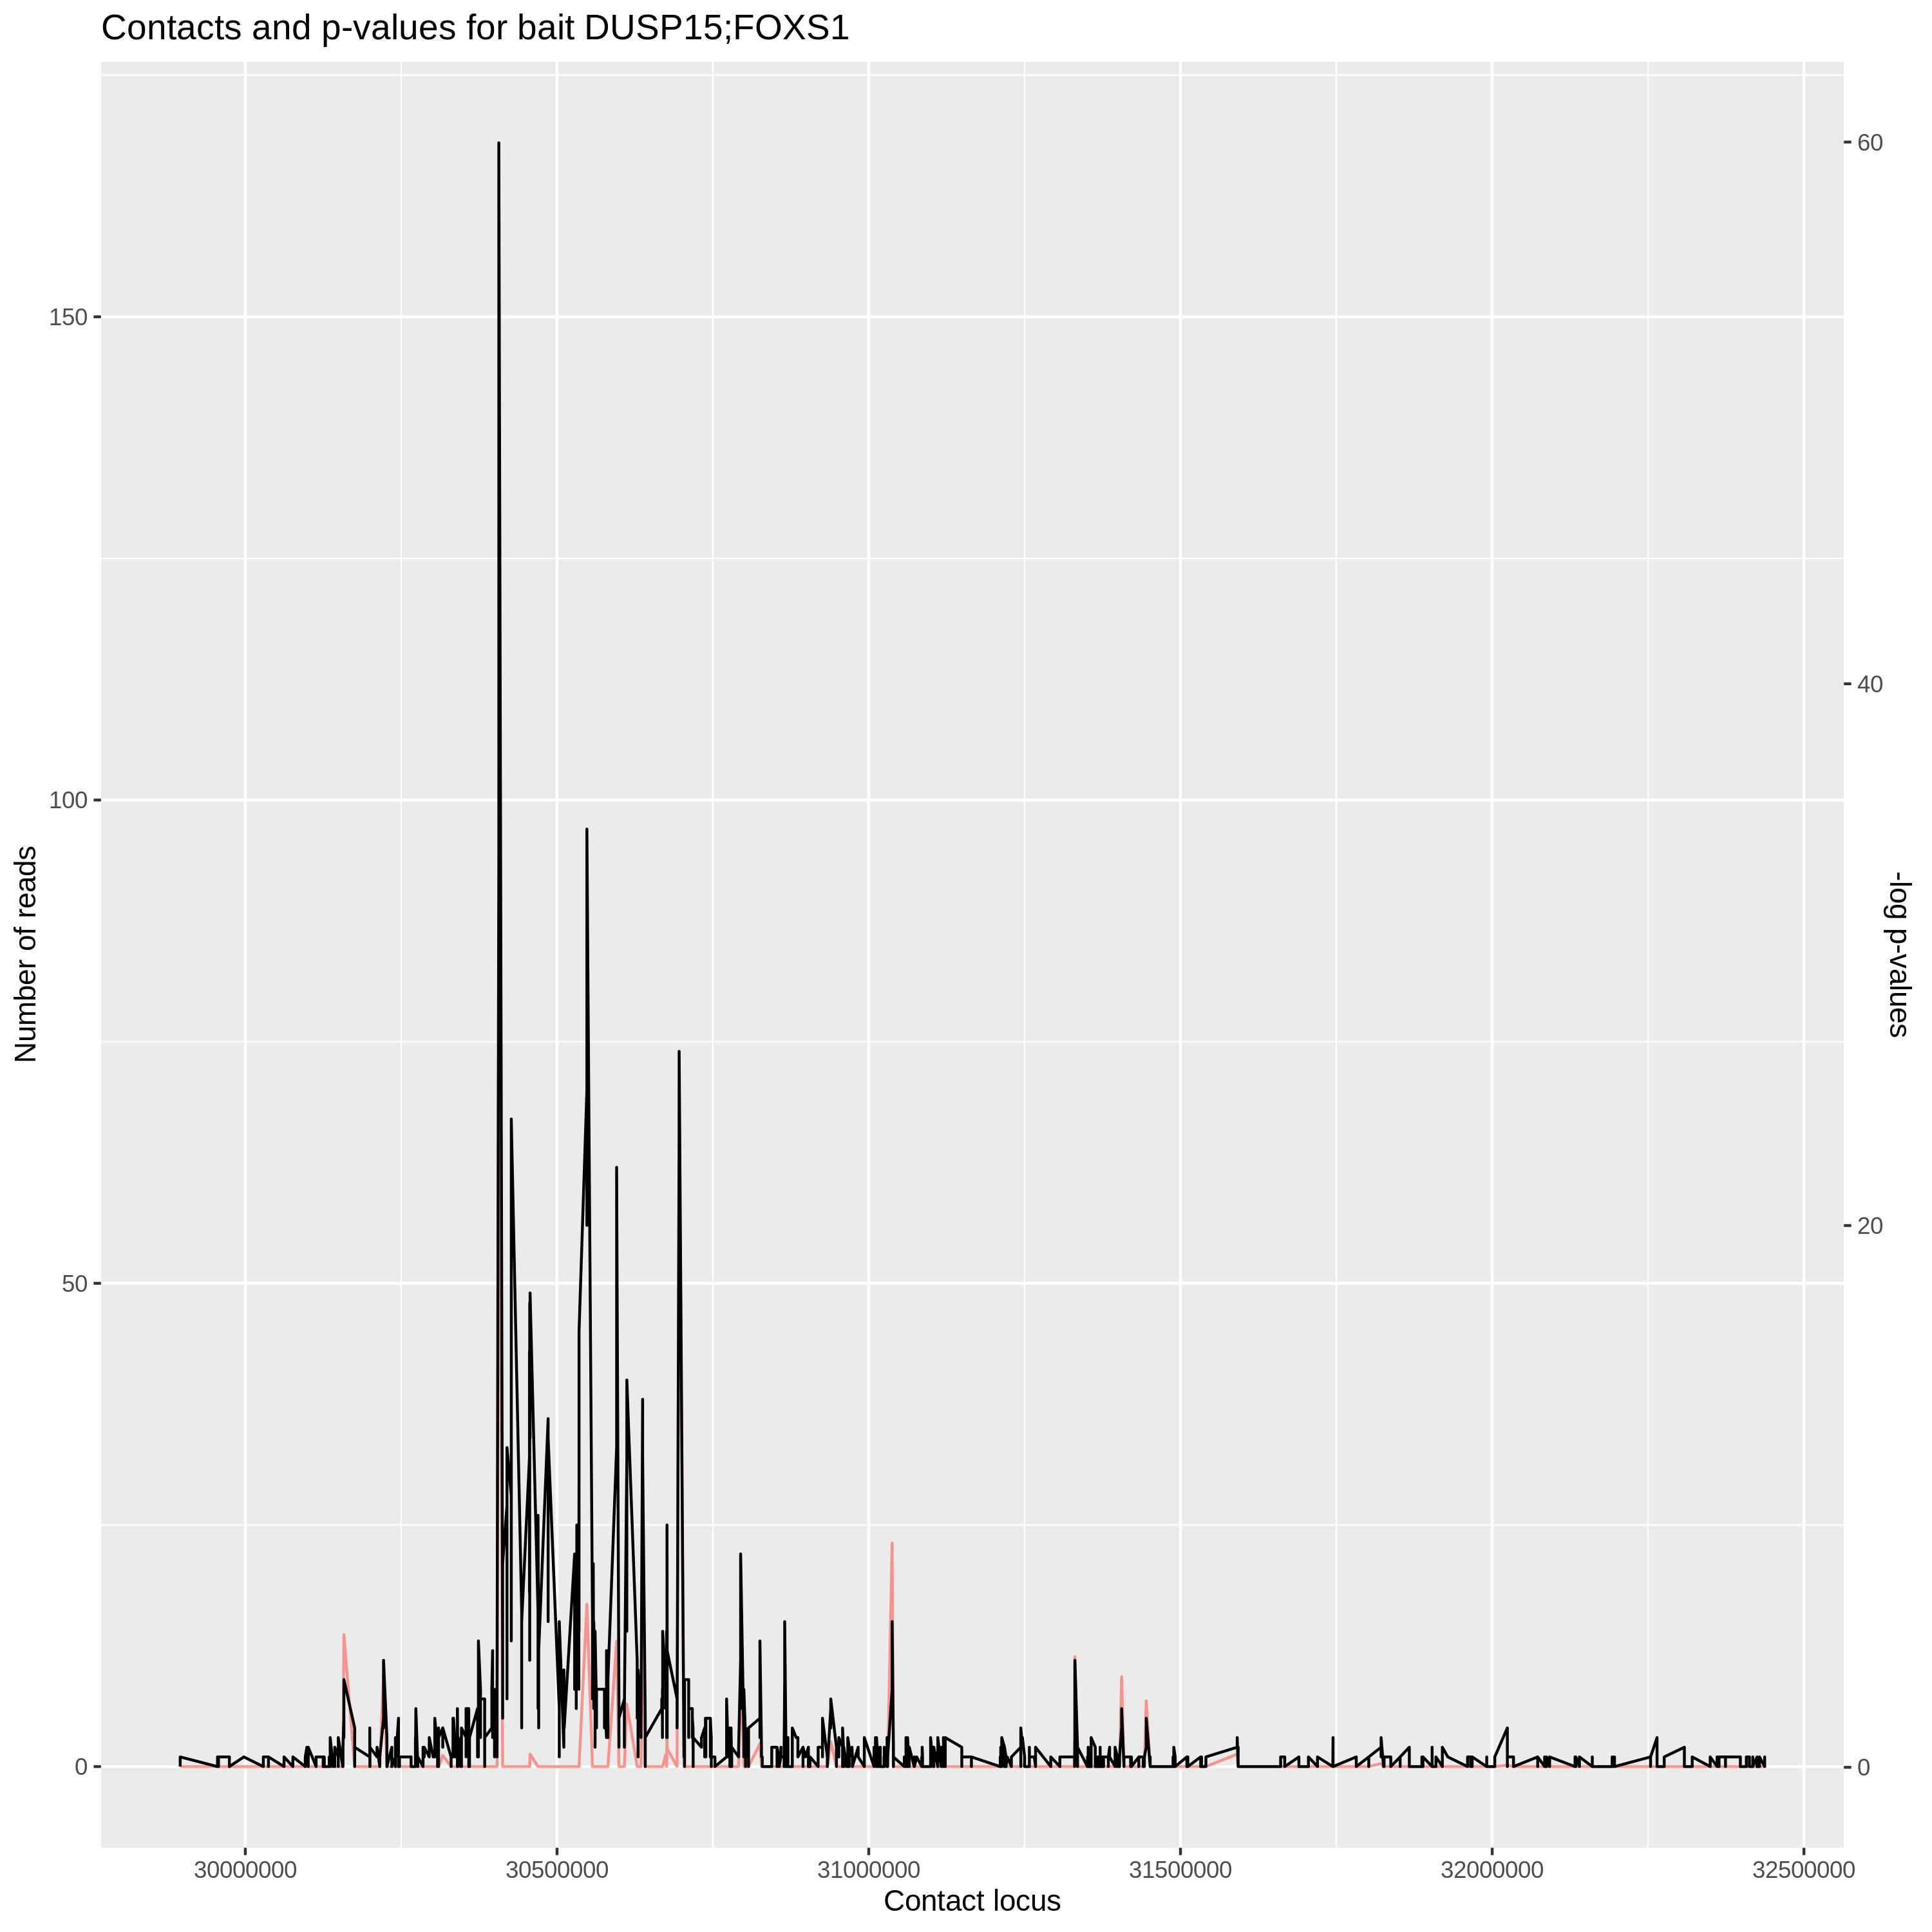 Contacts and p-values for bait DUSP15;FOXS1
Number of reads
150
100
50
0
60
40
20
0
-log p-values
30000000 30500000 31000000 31500000 32000000 32500000
Contact locus